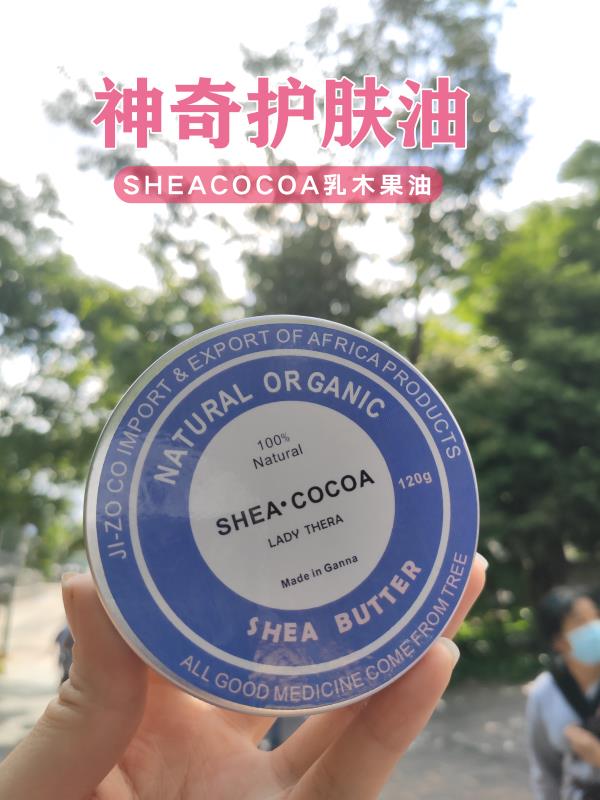 神奇护肤油
SHEACOCOA乳木果油
JI-ZO CO IMPORT & EXPORT OF AFRICA PRODUCTS
NATURAL ORGANIC
100%
Natural
120g
SHEA•COCOA
LADY THERA
Made in Ganna
SHEA BUTTER
ALL GOOD MEDICINE COME FROM TREE